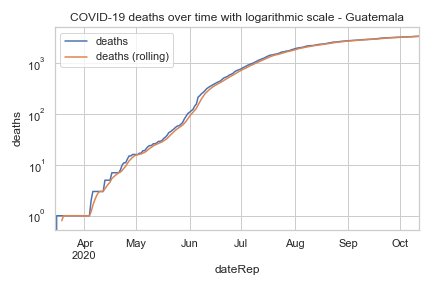 COVID-19 deaths over time with logarithmic scale - Guatemala
deaths
deaths (rolling)
10³
10²
10¹
10⁰
deaths
Apr May Jun Jul Aug Sep Oct
2020
dateRep